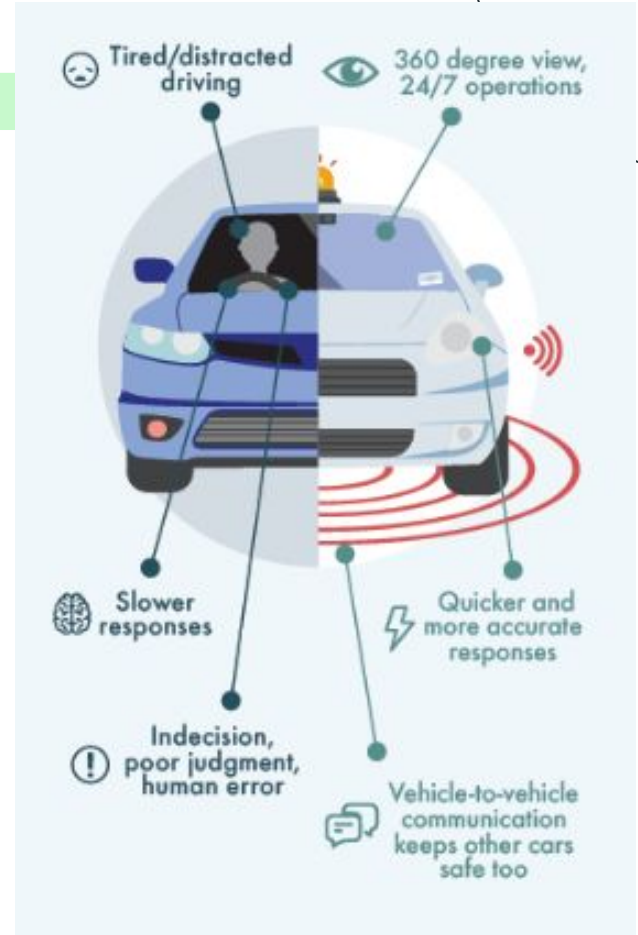 Tired/distracted
driving
360 degree view,
24/7 operations
Slower
responses
Quicker and
more accurate
responses
Indecision,
poor judgment,
human error
Vehicle-to-vehicle
communication
keeps other cars
safe too